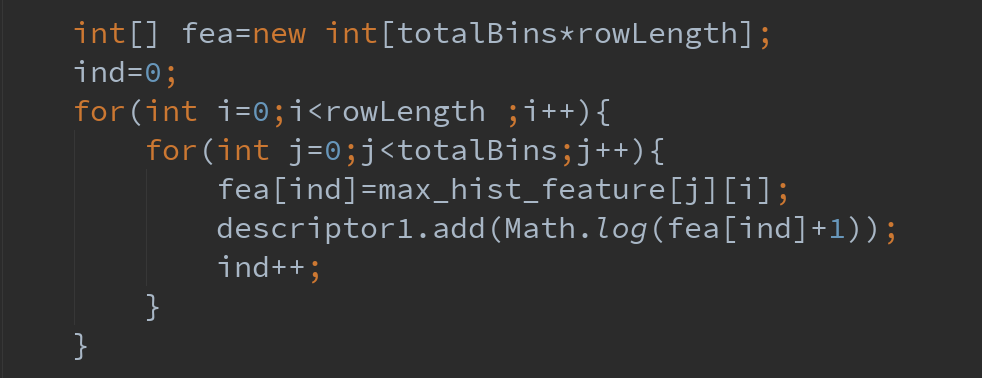 int[] fea=new int[totalBins*rowLength];
ind=0;
for(int i=0;i<rowLength ;i++){
for(int j=0;j<totalBins;j++){
fea[ind]=max_hist_feature[j][i];
descriptor1.add(Math.log(fea[ind]+1));
ind++;
}
}